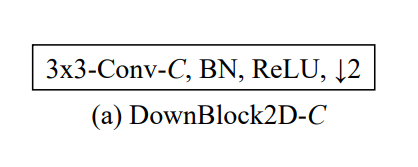 3x3-Conv-C, BN, ReLU, ↓2
(a) DownBlock2D-C